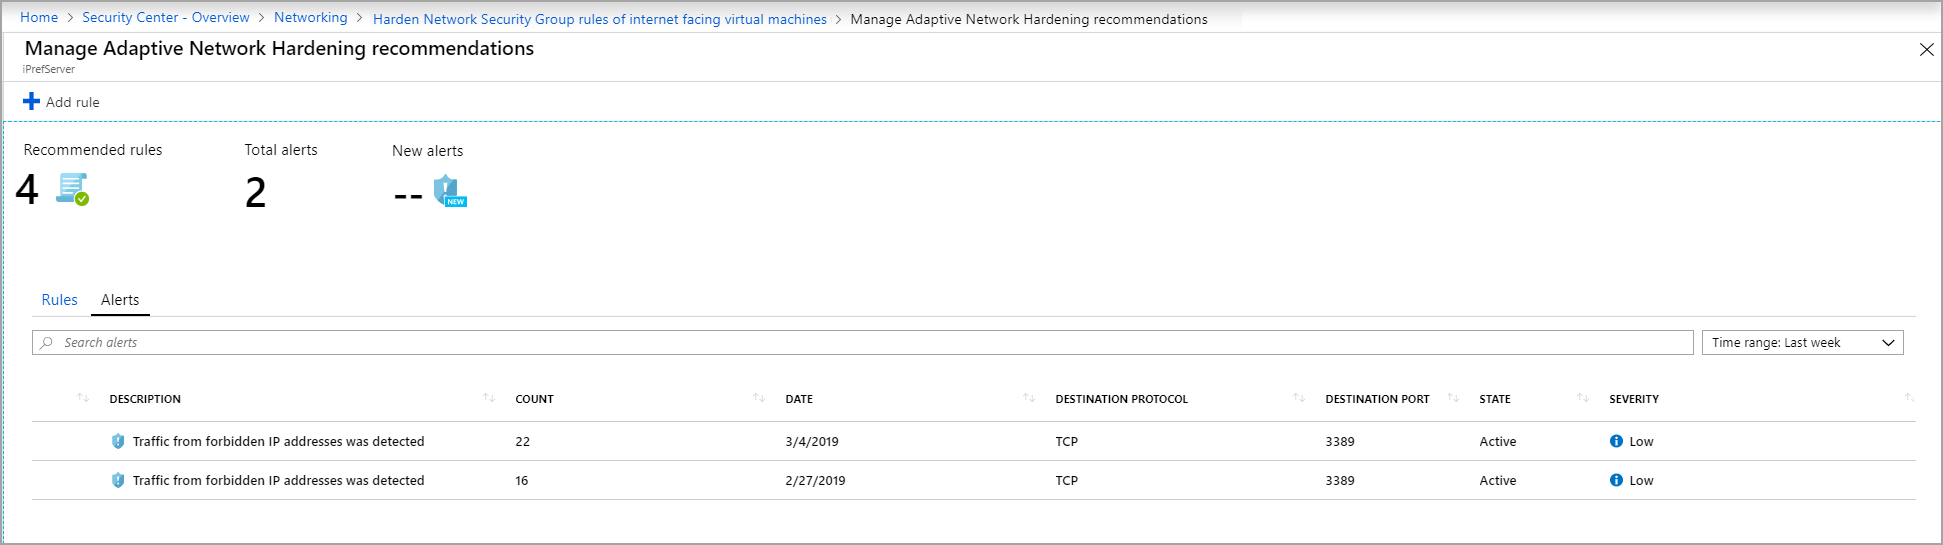 Home > Security Center - Overview > Networking > Harden Network Security Group rules of internet facing virtual machines > Manage Adaptive Network Hardening recommendations
Manage Adaptive Network Hardening recommendations
iPrefServer
Add rule
Recommended rules Total alerts New alerts
4 2 --
NEW
Rules Alerts
Search alerts Time range: Last week
DESCRIPTION COUNT DATE DESTINATION PROTOCOL DESTINATION PORT STATE SEVERITY
Traffic from forbidden IP addresses was detected 22 3/4/2019 TCP 3389 Active Low
Traffic from forbidden IP addresses was detected 16 2/27/2019 TCP 3389 Active Low